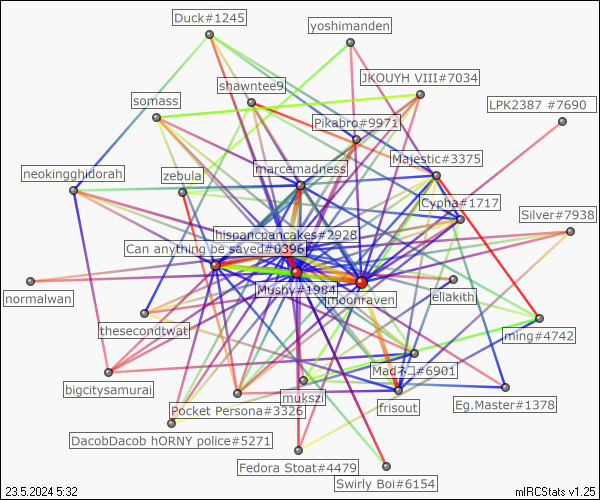 Duck#1245
yoshimanden
shawntee9
JKOUYH VIII#7034
somass
LPK2387 #7690
Pikabro#9971
Majestic#3375
neokingghidorah
zebula
marcemadness
Cypha#1717
Silver#7938
hispancpancakes#2928
Can anything be saved#0396
Mushy#1984
moonraven
eliakith
normalwan
thesecondtwat
ming#4742
Madネコ#6901
bigcitysamurai
mukszi
Pocket Persona#3326
frisout
Eg.Master#1378
DacobDacob hORNY police#5271
Fedora Stoat#4479
Swirly Boi#6154
23.5.2024 5:32
mIRCStats v1.25